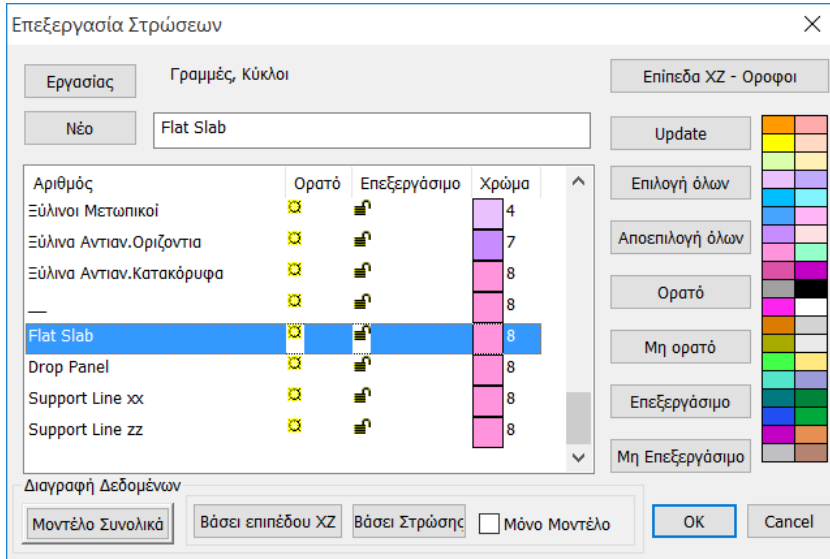 Επεξεργασία Στρώσεων
Εργασίας Γραμμές, Κύκλοι Επίπεδα XZ - Οροφοι
Νέο Flat Slab Update
Αριθμός Ορατό Επεξεργάσιμο Χρώμα Επιλογή όλων
Ξύλινοι Μετωπικοί 4
Ξύλινα Αντιαν.Οριζοντια 7 Αποεπιλογή όλων
Ξύλινα Αντιαν.Κατακόρυφα 8
__ 8 Ορατό
Flat Slab 8 Μη ορατό
Drop Panel 8
Support Line xx 8 Επεξεργάσιμο
Support Line zz 8
Μη Επεξεργάσιμο
Διαγραφή Δεδομένων
Μοντέλο Συνολικά Βάσει επιπέδου XZ Βάσει Στρώσης Μόνο Μοντέλο OK Cancel